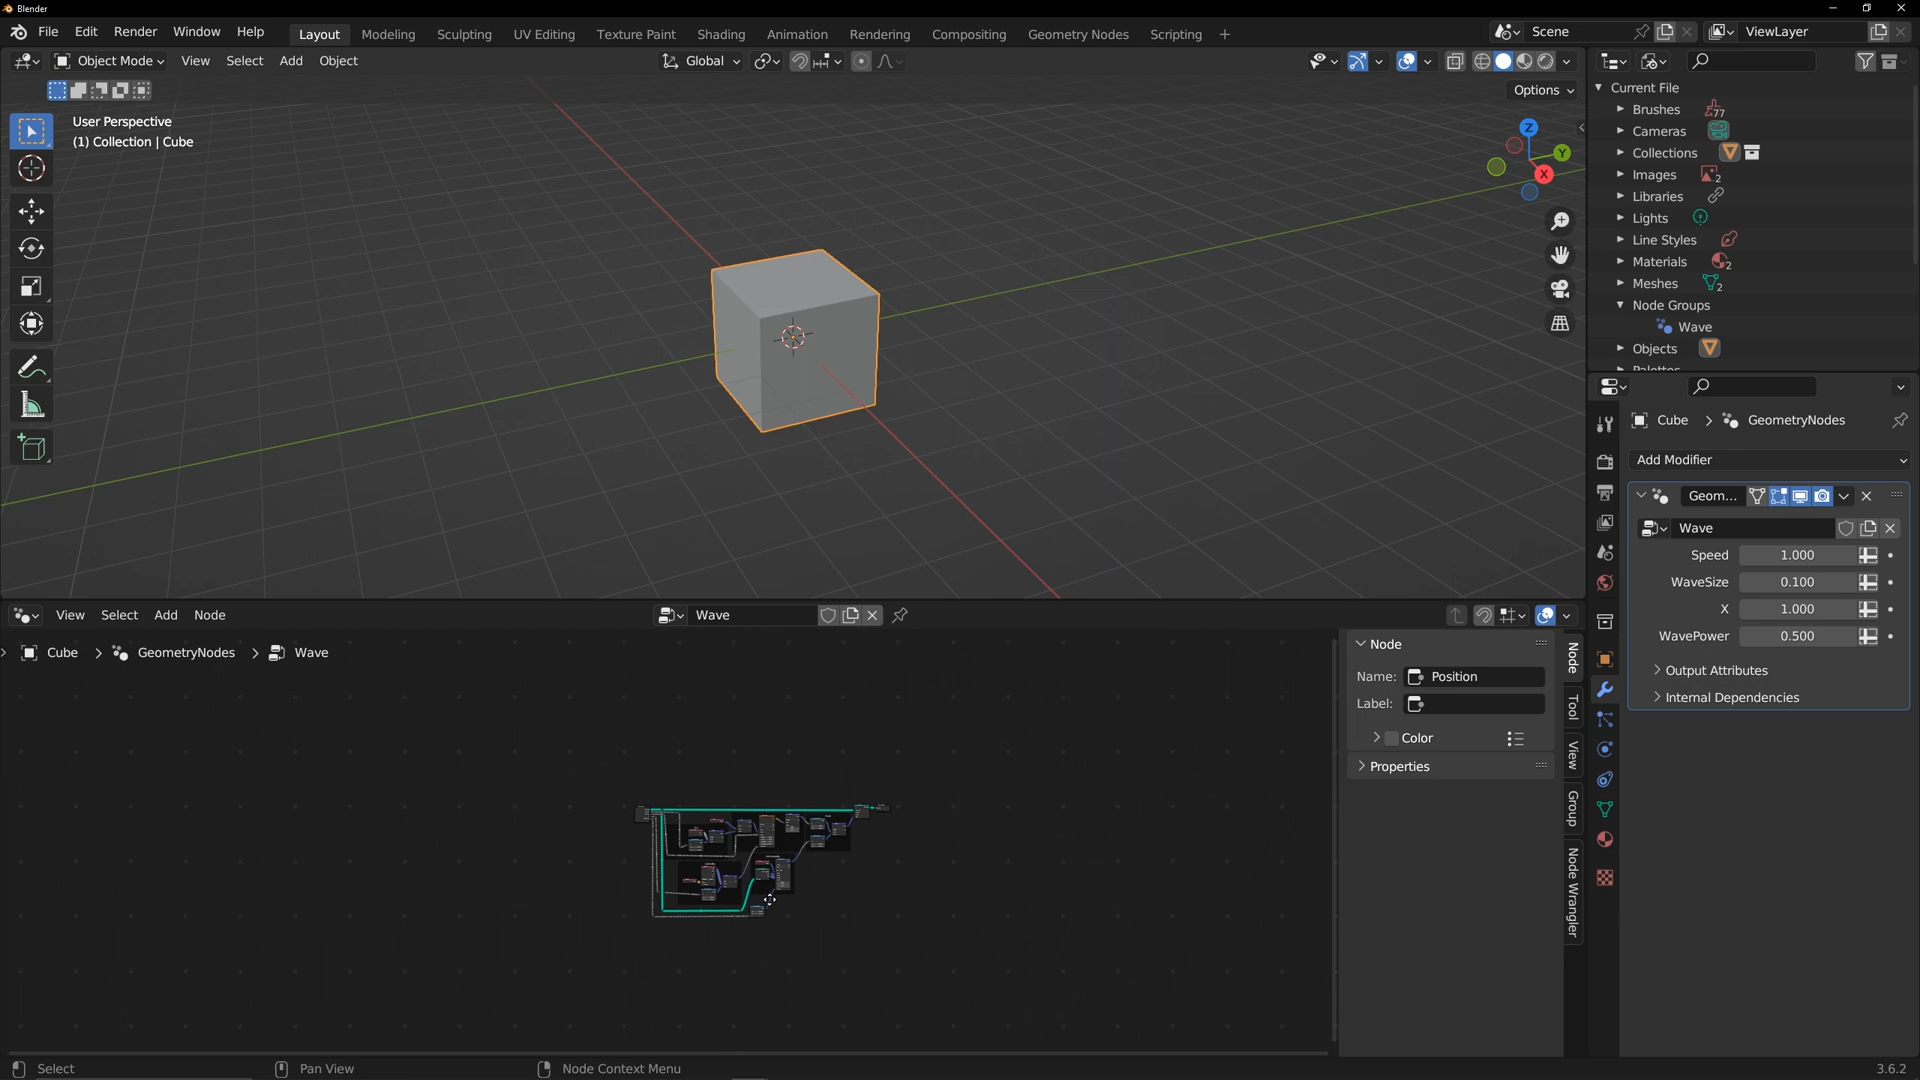 Blender
File Edit Render Window Help Layout Modeling Sculpting UV Editing Texture Paint Shading Animation Rendering Compositing Geometry Nodes Scripting + Scene ViewLayer
Object Mode View Select Add Object Global
Options
User Perspective
(1) Collection | Cube
Z
Y
X
Current File
Brushes 77
Cameras
Collections
Images 2
Libraries
Lights
Line Styles
Materials 2
Meshes 2
Node Groups
Wave
Objects
Cube > GeometryNodes
Add Modifier
Geom...
Wave
Speed 1.000
WaveSize 0.100
X 1.000
WavePower 0.500
Output Attributes
Internal Dependencies
View Select Add Node Wave
Cube > GeometryNodes > Wave
Node
Name: Position
Label:
Color
Properties
Node
Tool
View
Group
Node Wrangler
Select Pan View Node Context Menu 3.6.2